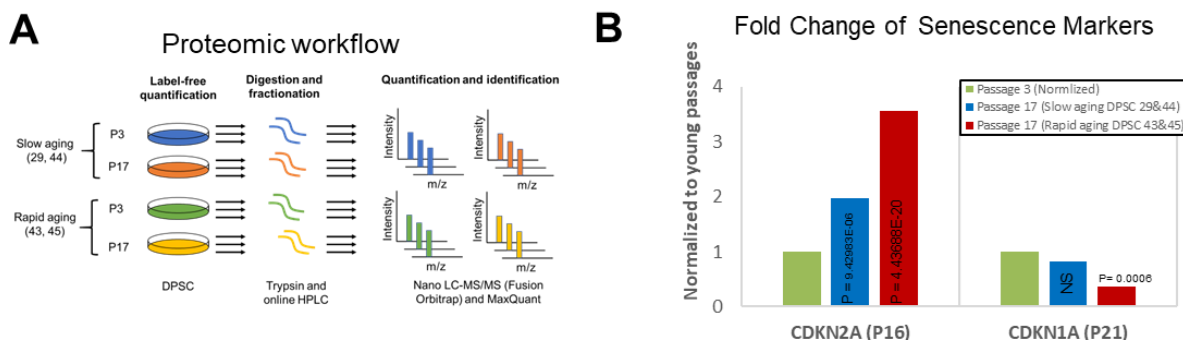 A
Proteomic workflow
Label-free
quantification
Digestion and
fractionation
Quantification and identification
Slow aging
(29, 44)
P3
P17
Rapid aging
(43, 45)
P3
P17
Intensity
m/z
m/z
Intensity
m/z
m/z
DPSC
Trypsin and
online HPLC
Nano LC-MS/MS (Fusion
Orbitrap) and MaxQuant
B
Fold Change of Senescence Markers
Normalized to young passages
4
3
2
1
0
Passage 3 (Normlized)
Passage 17 (Slow aging DPSC 29&44)
Passage 17 (Rapid aging DPSC 43&45)
P = 9.42983E-06
P = 4.43688E-20
NS
P= 0.0006
CDKN2A (P16)
CDKN1A (P21)